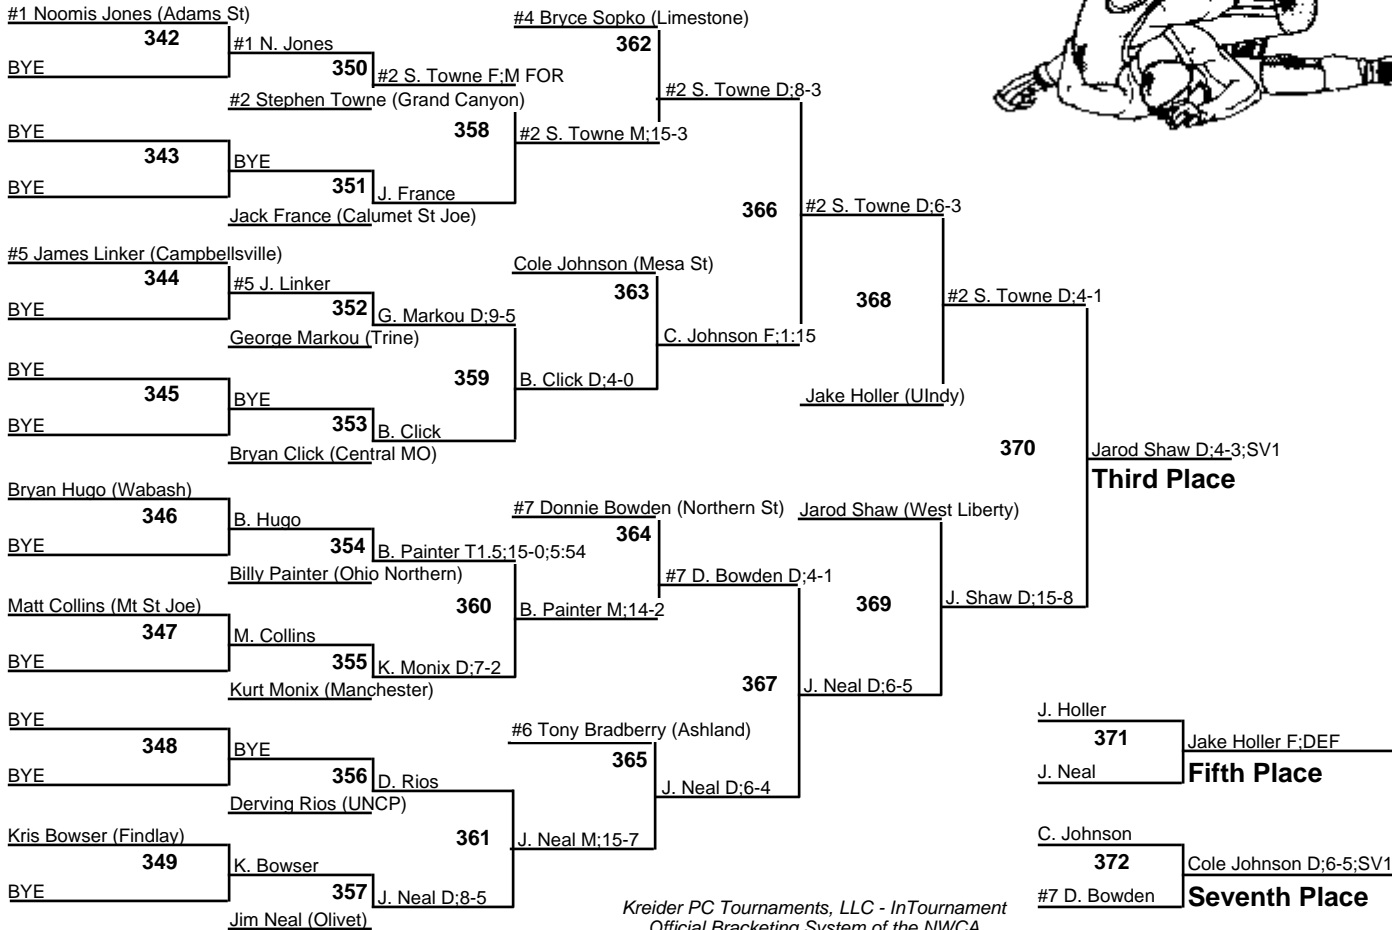 #1 Noomis Jones (Adams St)
342
BYE
#1 N. Jones
350
#2 S. Towne F;M FOR
#2 Stephen Towne (Grand Canyon)
358
BYE
343
BYE
BYE
351
J. France
Jack France (Calumet St Joe)
#4 Bryce Sopko (Limestone)
362
#2 S. Towne M;15-3
#2 S. Towne D;8-3
#5 James Linker (Campbellsville)
344
BYE
#5 J. Linker
352
G. Markou D;9-5
George Markou (Trine)
359
BYE
345
BYE
BYE
353
B. Click
Bryan Click (Central MO)
Cole Johnson (Mesa St)
363
B. Click D;4-0
C. Johnson F;1:15
366
#2 S. Towne D;6-3
368
Jake Holler (UIndy)
#2 S. Towne D;4-1
370
Jarod Shaw D;4-3;SV1
Third Place
Bryan Hugo (Wabash)
346
BYE
B. Hugo
354
B. Painter T1.5;15-0;5:54
Billy Painter (Ohio Northern)
360
Matt Collins (Mt St Joe)
347
BYE
M. Collins
355
K. Monix D;7-2
Kurt Monix (Manchester)
#7 Donnie Bowden (Northern St)
364
B. Painter M;14-2
#7 D. Bowden D;4-1
Jarod Shaw (West Liberty)
369
J. Shaw D;15-8
367
J. Neal D;6-5
BYE
348
BYE
BYE
356
D. Rios
Derving Rios (UNCP)
361
Kris Bowser (Findlay)
349
BYE
K. Bowser
357
J. Neal D;8-5
Jim Neal (Olivet)
#6 Tony Bradberry (Ashland)
365
J. Neal M;15-7
J. Neal D;6-4
J. Holler
371
J. Neal
Jake Holler F;DEF
Fifth Place
C. Johnson
372
#7 D. Bowden
Cole Johnson D;6-5;SV1
Seventh Place
Kreider PC Tournaments, LLC - InTournament
Official Bracketing System of the NWCA